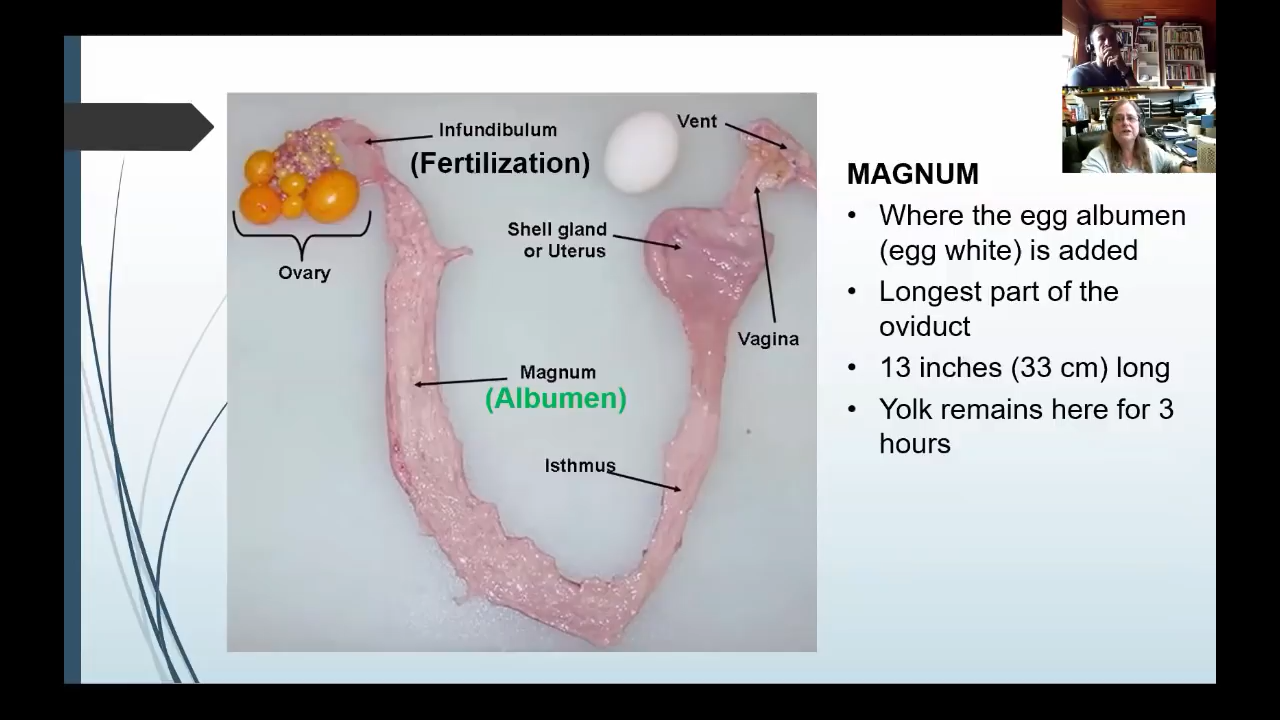 Infundibulum
(Fertilization)
Vent
Shell gland
or Uterus
Ovary
Vagina
Magnum
(Albumen)
Isthmus
MAGNUM
• Where the egg albumen
(egg white) is added
• Longest part of the
oviduct
• 13 inches (33 cm) long
• Yolk remains here for 3
hours